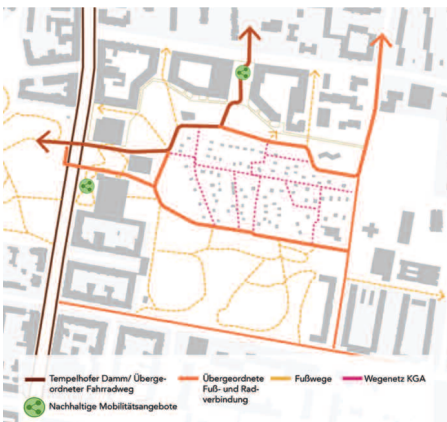 Tempelhofer Damm/ Überge-
ordneter Fahrradweg
Nachhaltige Mobilitätsangebote
Übergeordnete
Fuß- und Rad-
verbindung
Fußwege
Wegenetz KGA